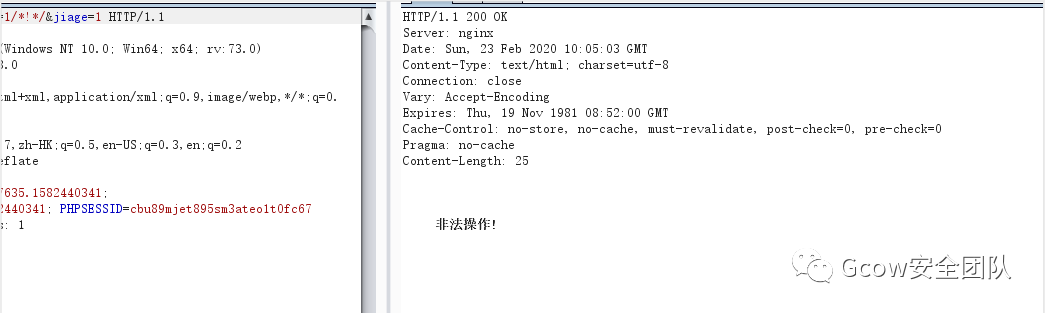 =1/*!*/&jiage=1 HTTP/1.1
(Windows NT 10.0; Win64; x64; rv:73.0)
3.0
tml+xml,application/xml;q=0.9,image/webp,*/*;q=0.
.7,zh-HK;q=0.5,en-US;q=0.3,en;q=0.2
eflate
7635.1582440341;
2440341; PHPSESSID=cbu89mjet895sm3ateolt0fc67
s: 1
HTTP/1.1 200 OK
Server: nginx
Date: Sun, 23 Feb 2020 10:05:03 GMT
Content-Type: text/html; charset=utf-8
Connection: close
Vary: Accept-Encoding
Expires: Thu, 19 Nov 1981 08:52:00 GMT
Cache-Control: no-store, no-cache, must-revalidate, post-check=0, pre-check=0
Pragma: no-cache
Content-Length: 25
非法操作!
Gcow安全团队